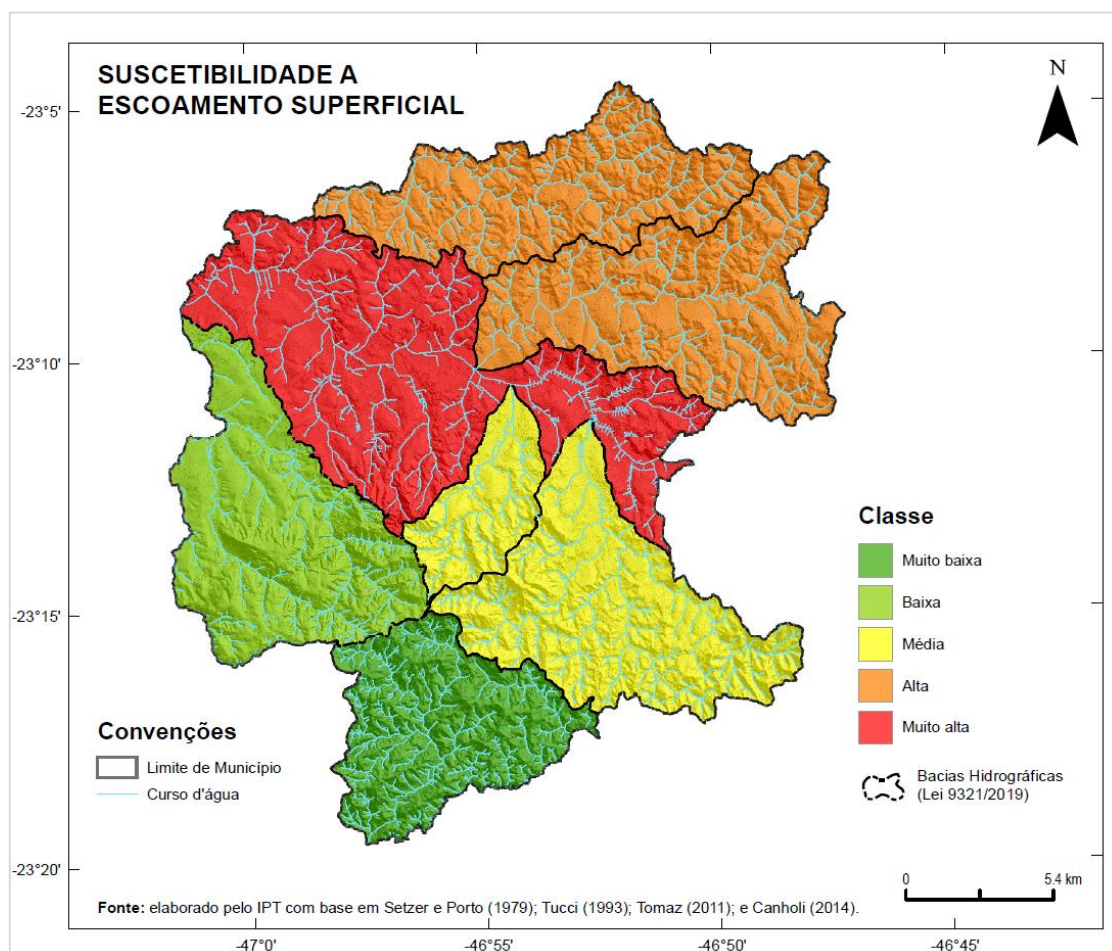 SUSCETIBILIDADE A
ESCOAMENTO SUPERFICIAL
N
-23°5'
-23°10'
-23°15'
-23°20'
Classe
Muito baixa
Baixa
Média
Alta
Muito alta
Bacias Hidrográficas
(Lei 9321/2019)
Convenções
Limite de Município
Curso d'água
0 5.4 km
Fonte: elaborado pelo IPT com base em Setzer e Porto (1979); Tucci (1993); Tomaz (2011); e Canholi (2014).
-47°0' -46°55' -46°50' -46°45'